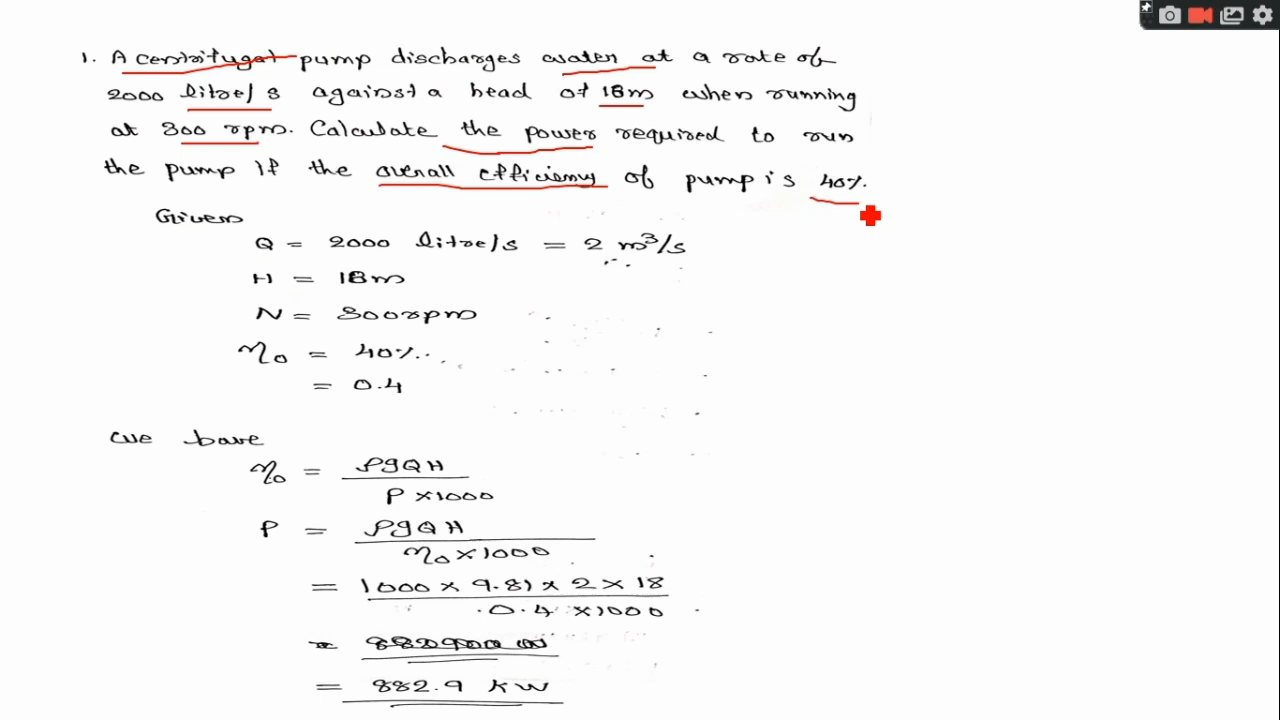 1. A centrifugal pump discharges water at a rate of
2000 litre/s against a head of 18m when running
at 300 rpm. Calculate the power required to run
the pump if the overall efficiency of pump is 40%.
Given
Q = 2000 litre/s = 2 m³/s
H = 18m
N = 300rpm
η₀ = 40%
= 0.4
we have
η₀ = ρgQH / P×1000
P = ρgQH / η₀×1000
= 1000 × 9.81 × 2 × 18 / 0.4 × 1000
= 882900 w
= 882.9 kW